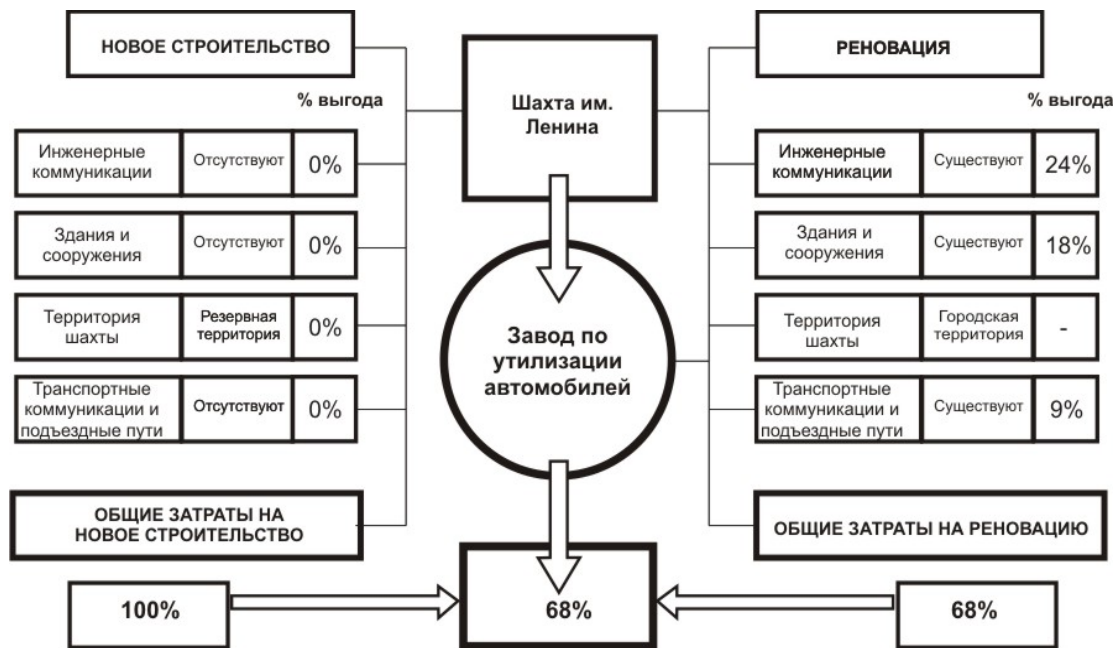 НОВОЕ СТРОИТЕЛЬСТВО
% выгода
Инженерные
коммуникации
Отсутствуют
0%
Здания и
сооружения
Отсутствуют
0%
Территория
шахты
Резервная
территория
0%
Транспортные
коммуникации и
подъездные пути
Отсутствуют
0%
ОБЩИЕ ЗАТРАТЫ НА
НОВОЕ СТРОИТЕЛЬСТВО
100%
Шахта им.
Ленина
Завод по
утилизации
автомобилей
68%
РЕНОВАЦИЯ
% выгода
Инженерные
коммуникации
Существуют
24%
Здания и
сооружения
Существуют
18%
Территория
шахты
Городская
территория
-
Транспортные
коммуникации и
подъездные пути
Существуют
9%
ОБЩИЕ ЗАТРАТЫ НА РЕНОВАЦИЮ
68%